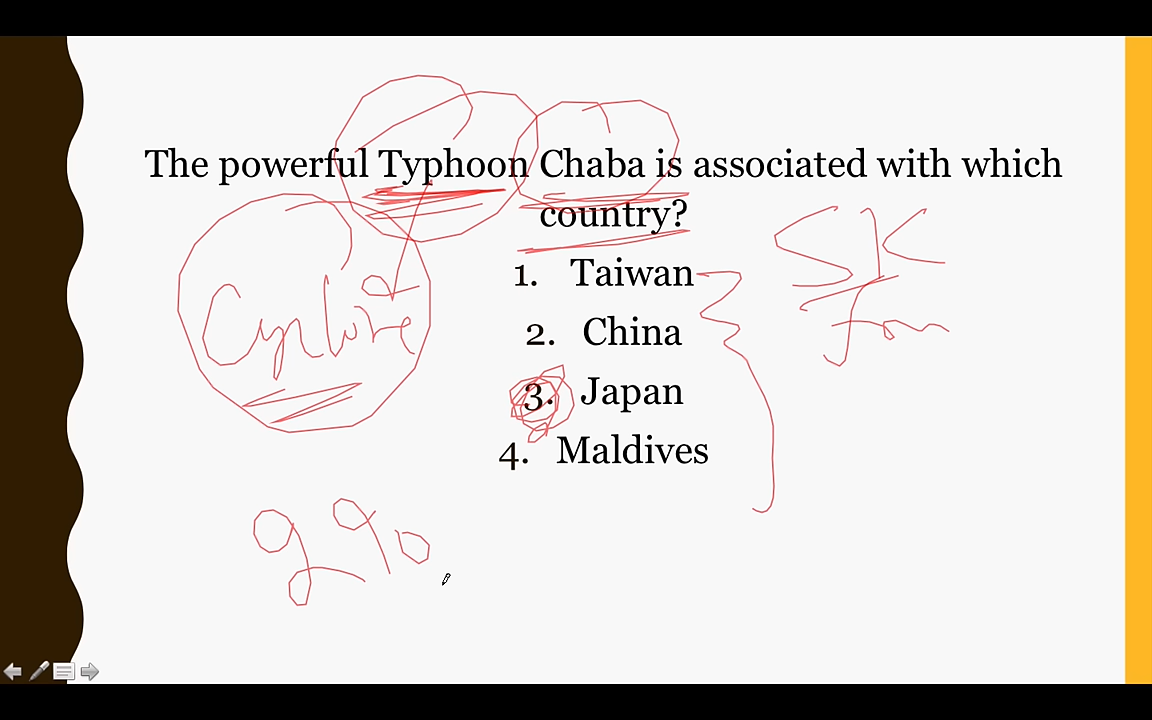 The powerful Typhoon Chaba is associated with which
country?
1. Taiwan
2. China
3. Japan
4. Maldives
Cyclone
SK